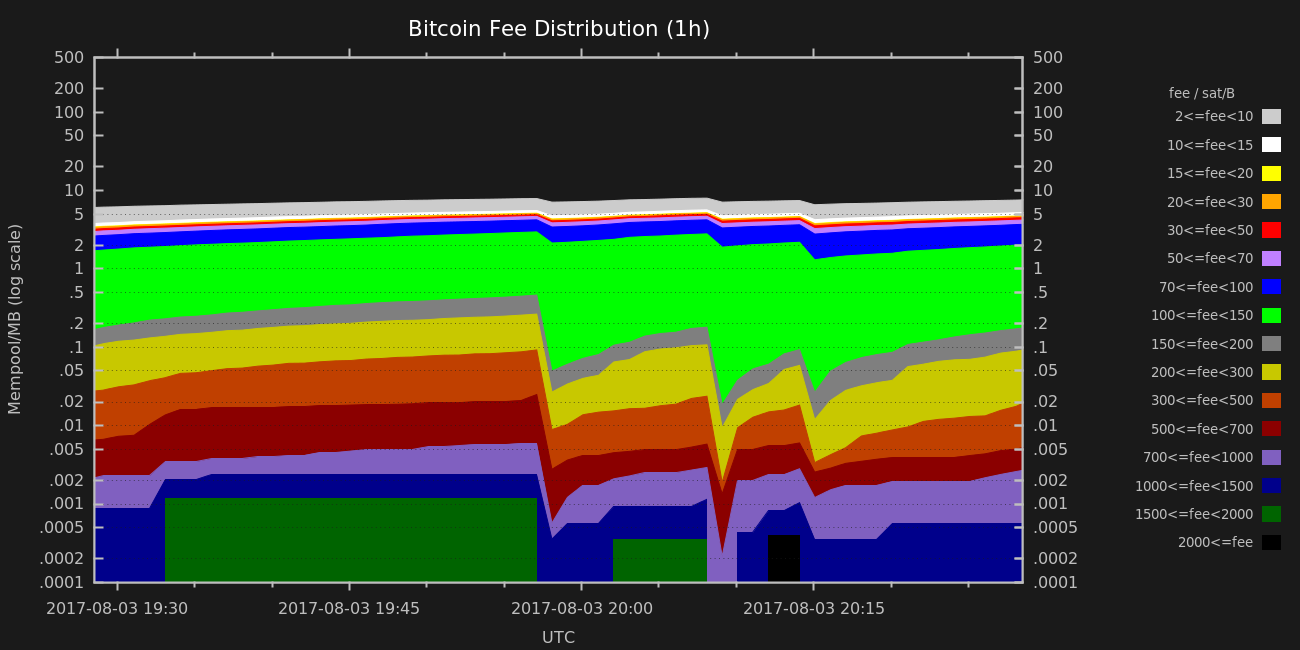 Bitcoin Fee Distribution (1h)
500
200
100
50
20
10
5
2
1
.5
.2
.1
.05
.02
.01
.005
.002
.001
.0005
.0002
.0001
Mempool/MB (log scale)
500
200
100
50
20
10
5
2
1
.5
.2
.1
.05
.02
.01
.005
.002
.001
.0005
.0002
.0001
fee / sat/B
2<=fee<10
10<=fee<15
15<=fee<20
20<=fee<30
30<=fee<50
50<=fee<70
70<=fee<100
100<=fee<150
150<=fee<200
200<=fee<300
300<=fee<500
500<=fee<700
700<=fee<1000
1000<=fee<1500
1500<=fee<2000
2000<=fee
2017-08-03 19:30
2017-08-03 19:45
2017-08-03 20:00
2017-08-03 20:15
UTC